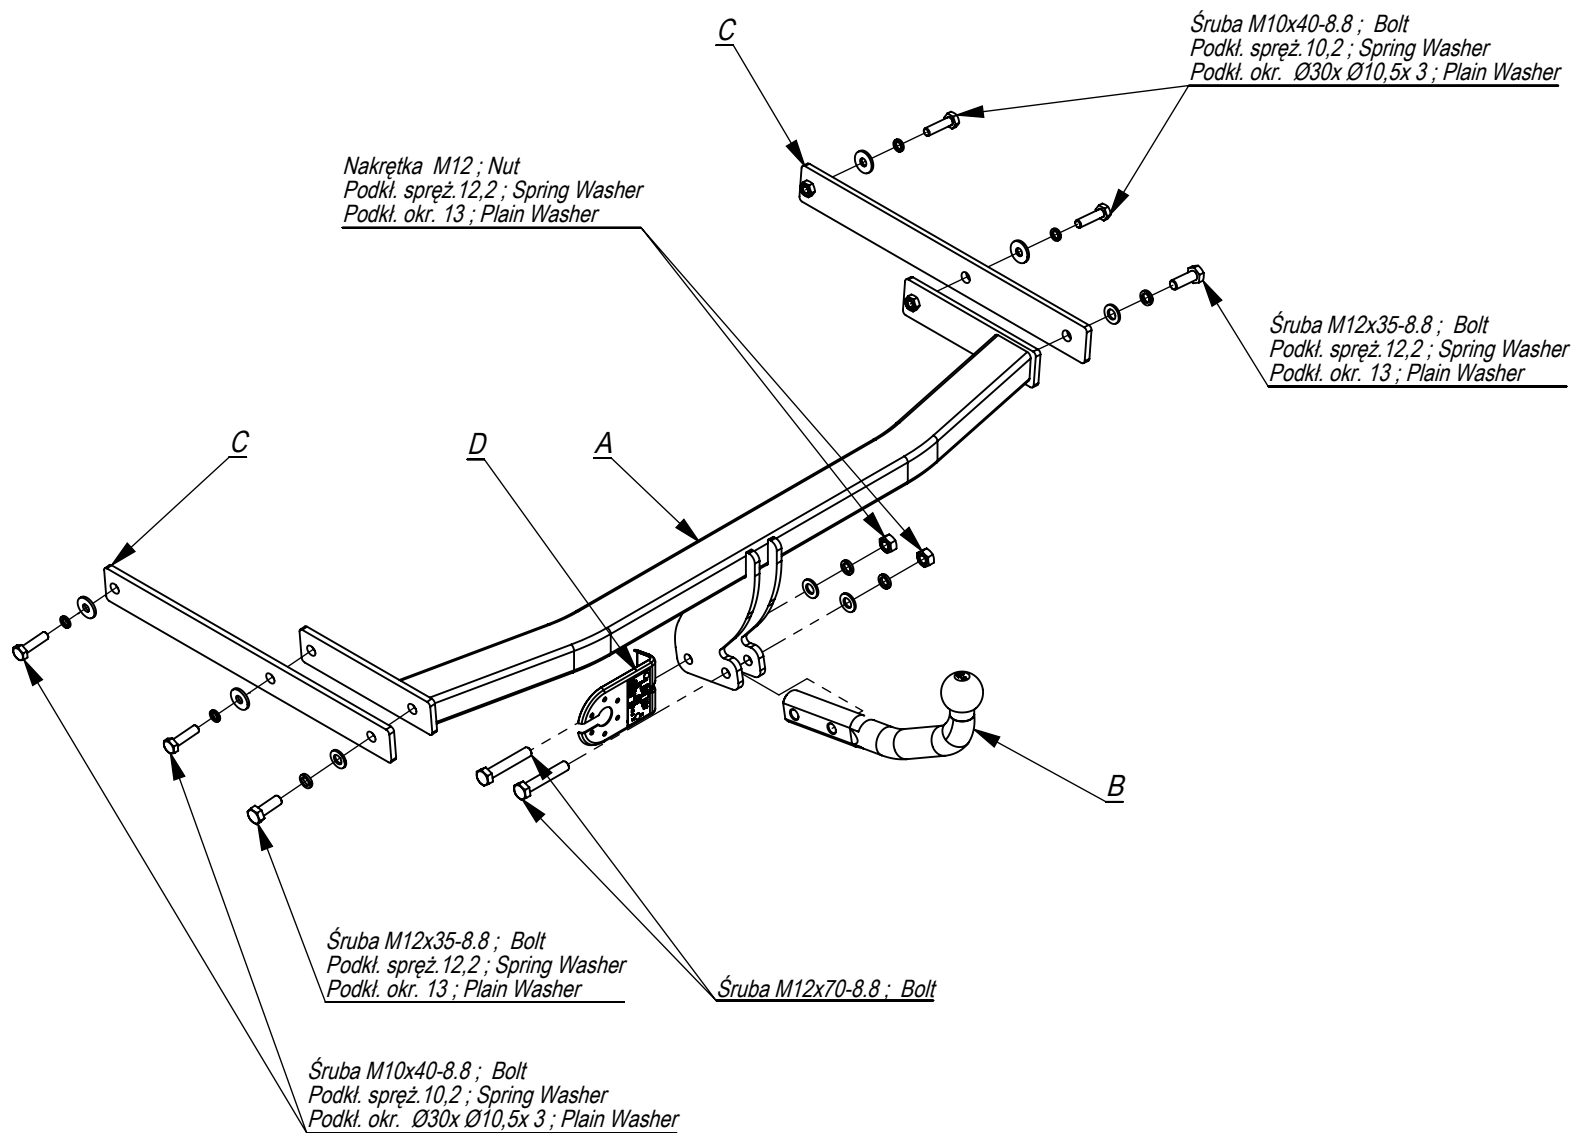 C
Śruba M10x40-8.8 ; Bolt
Podkł. spręż.10,2 ; Spring Washer
Podkł. okr. Ø30x Ø10,5x 3 ; Plain Washer
Nakrętka M12 ; Nut
Podkł. spręż.12,2 ; Spring Washer
Podkł. okr. 13 ; Plain Washer
Śruba M12x35-8.8 ; Bolt
Podkł. spręż.12,2 ; Spring Washer
Podkł. okr. 13 ; Plain Washer
C
D
A
B
Śruba M12x35-8.8 ; Bolt
Podkł. spręż.12,2 ; Spring Washer
Podkł. okr. 13 ; Plain Washer
Śruba M12x70-8.8 ; Bolt
Śruba M10x40-8.8 ; Bolt
Podkł. spręż.10,2 ; Spring Washer
Podkł. okr. Ø30x Ø10,5x 3 ; Plain Washer